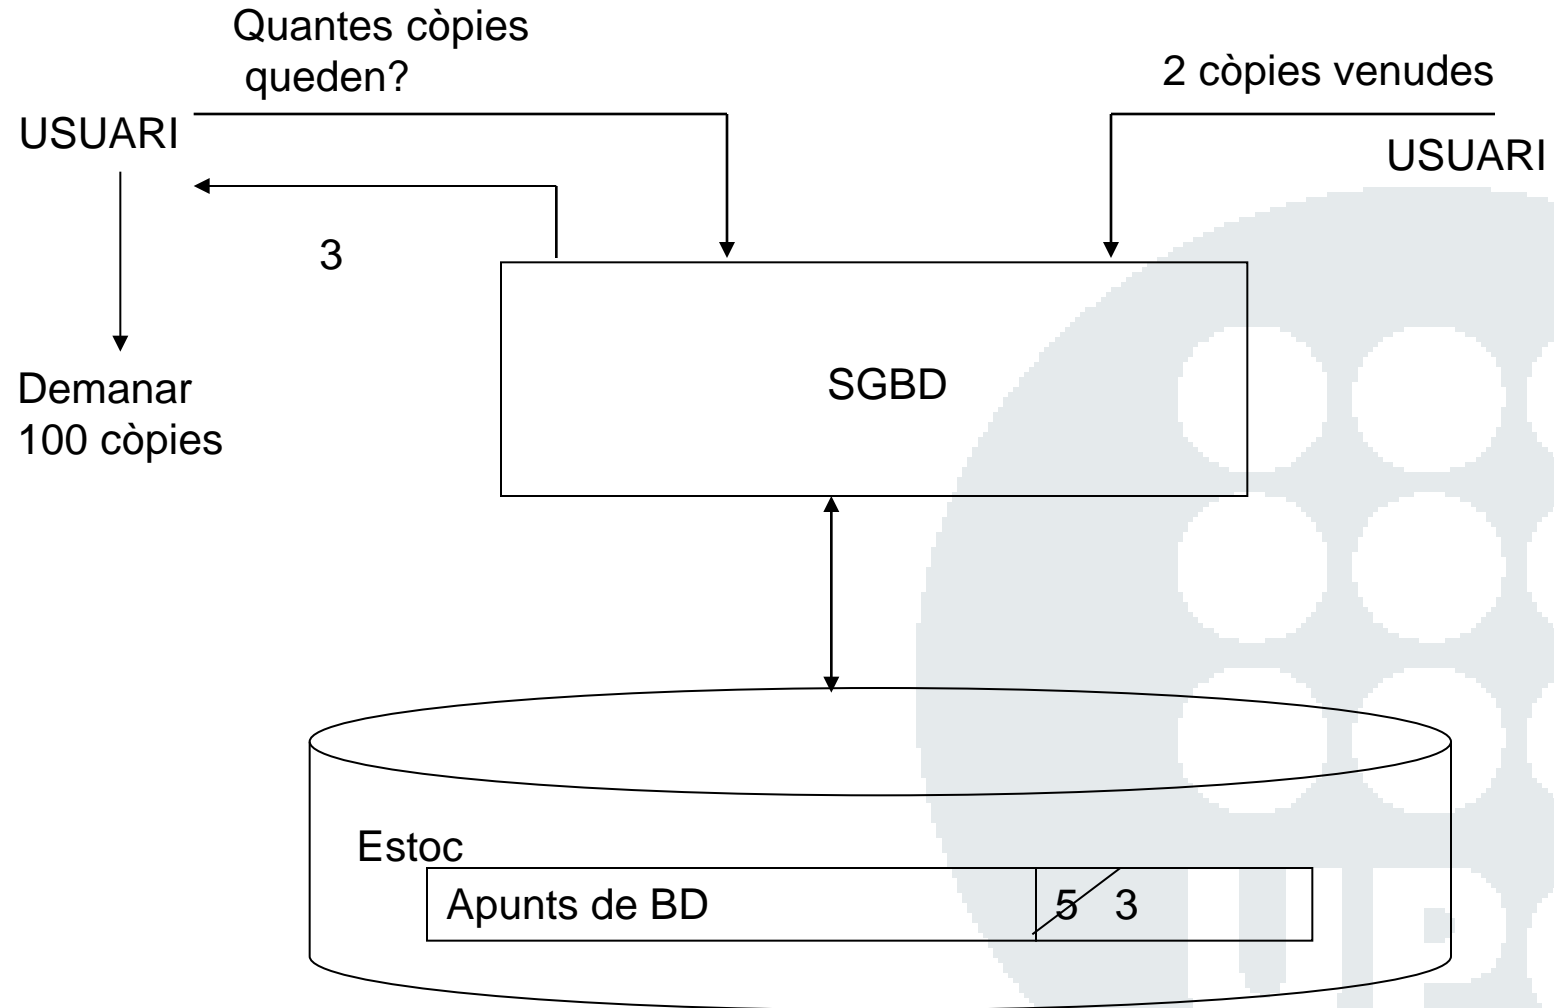 Quantes còpies
queden?
2 còpies venudes
USUARI
USUARI
3
Demanar
100 còpies
SGBD
Estoc
Apunts de BD 5 3